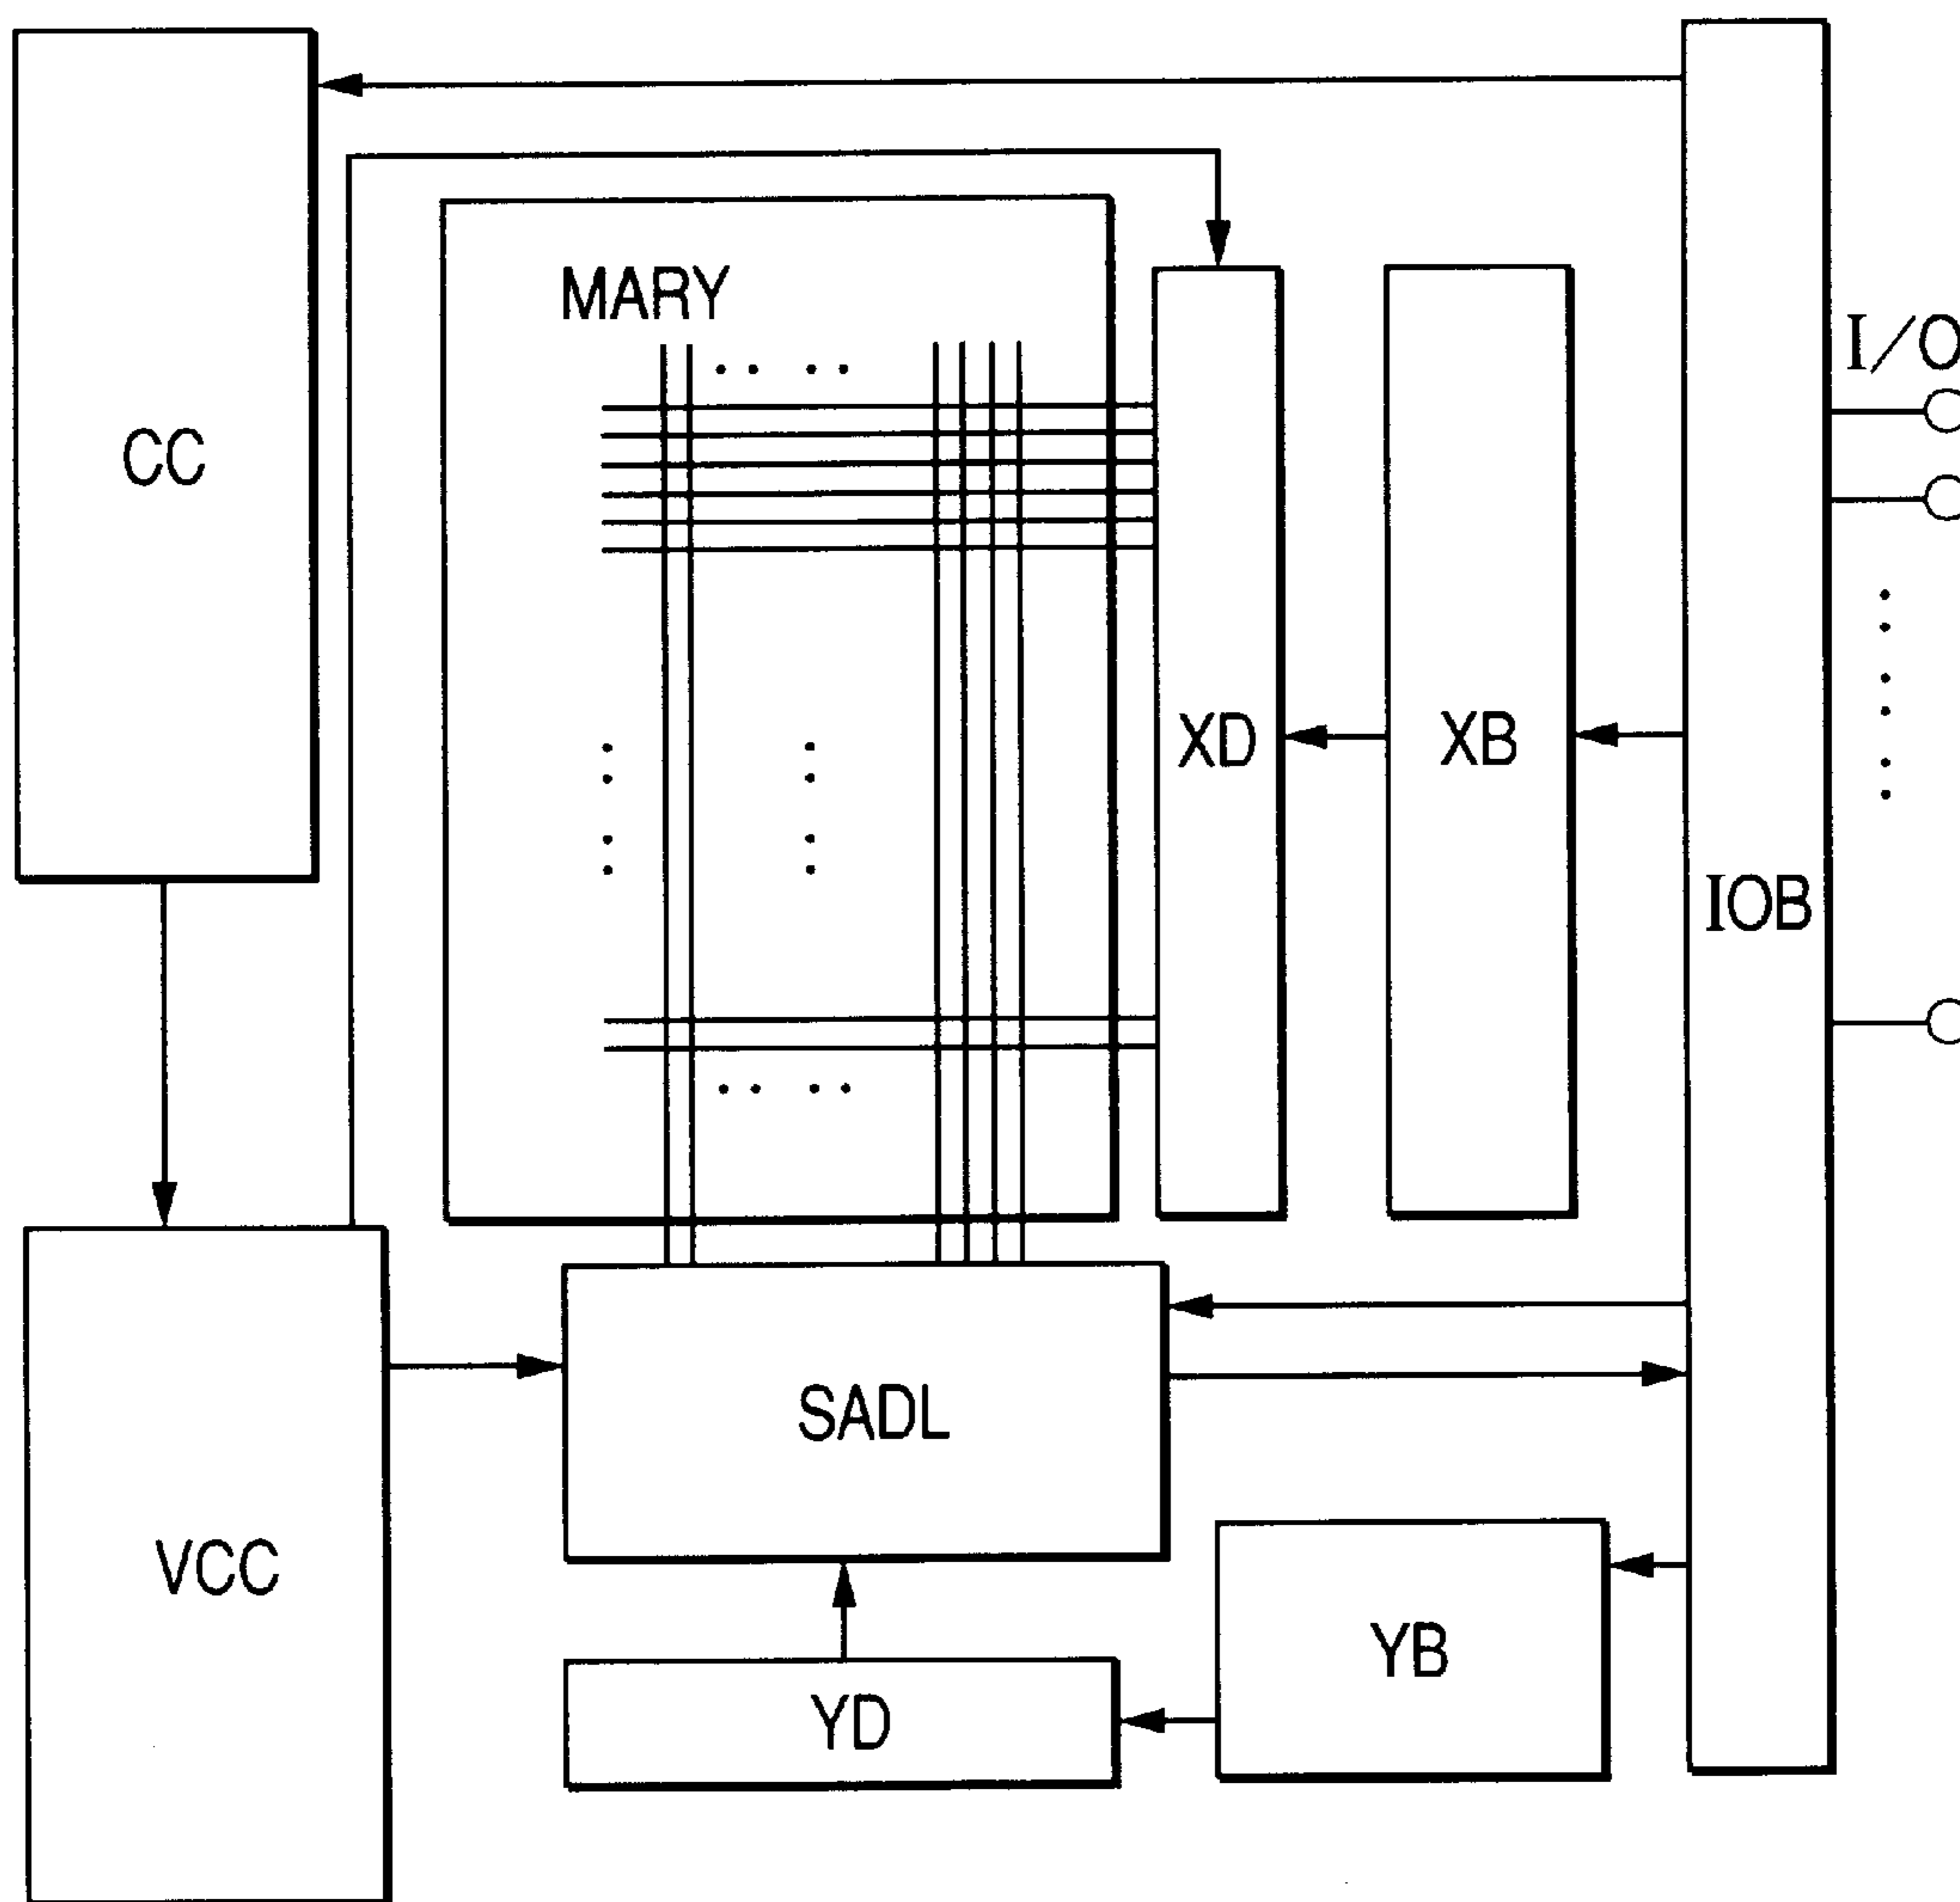 MARY
I/O
CC
XD
XB
IOB
SADL
VCC
YB
YD